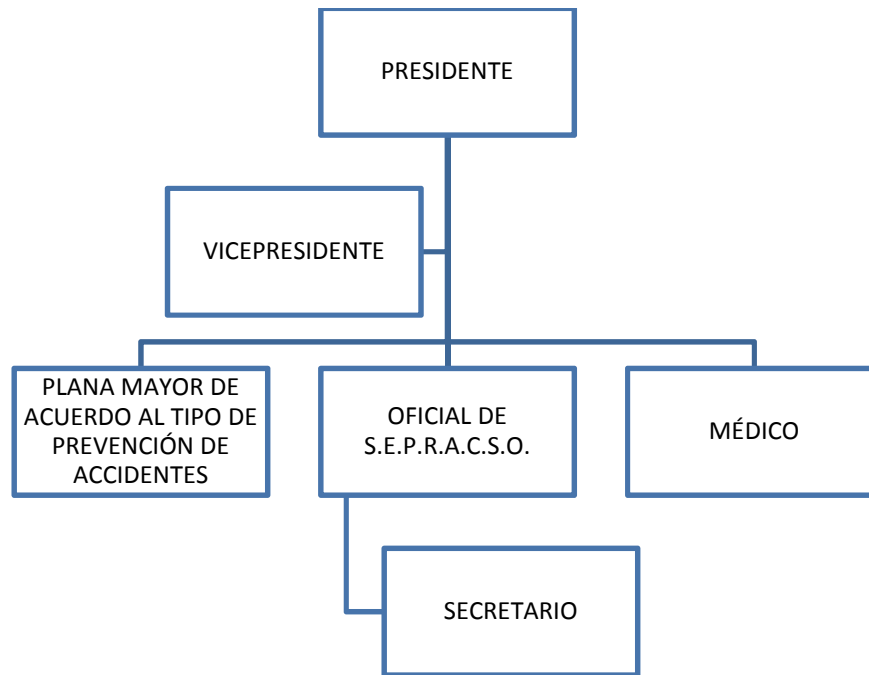 PRESIDENTE
VICEPRESIDENTE
PLANA MAYOR DE
ACUERDO AL TIPO DE
PREVENCIÓN DE
ACCIDENTES
OFICIAL DE
S.E.P.R.A.C.S.O.
MÉDICO
SECRETARIO